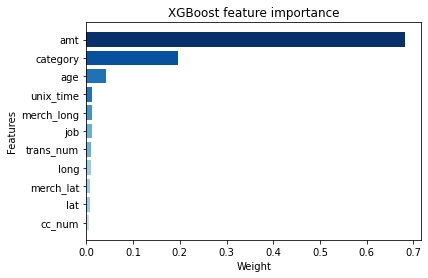 XGBoost feature importance
Features
amt
category
age
unix_time
merch_long
job
trans_num
long
merch_lat
lat
cc_num
0.0 0.1 0.2 0.3 0.4 0.5 0.6 0.7
Weight